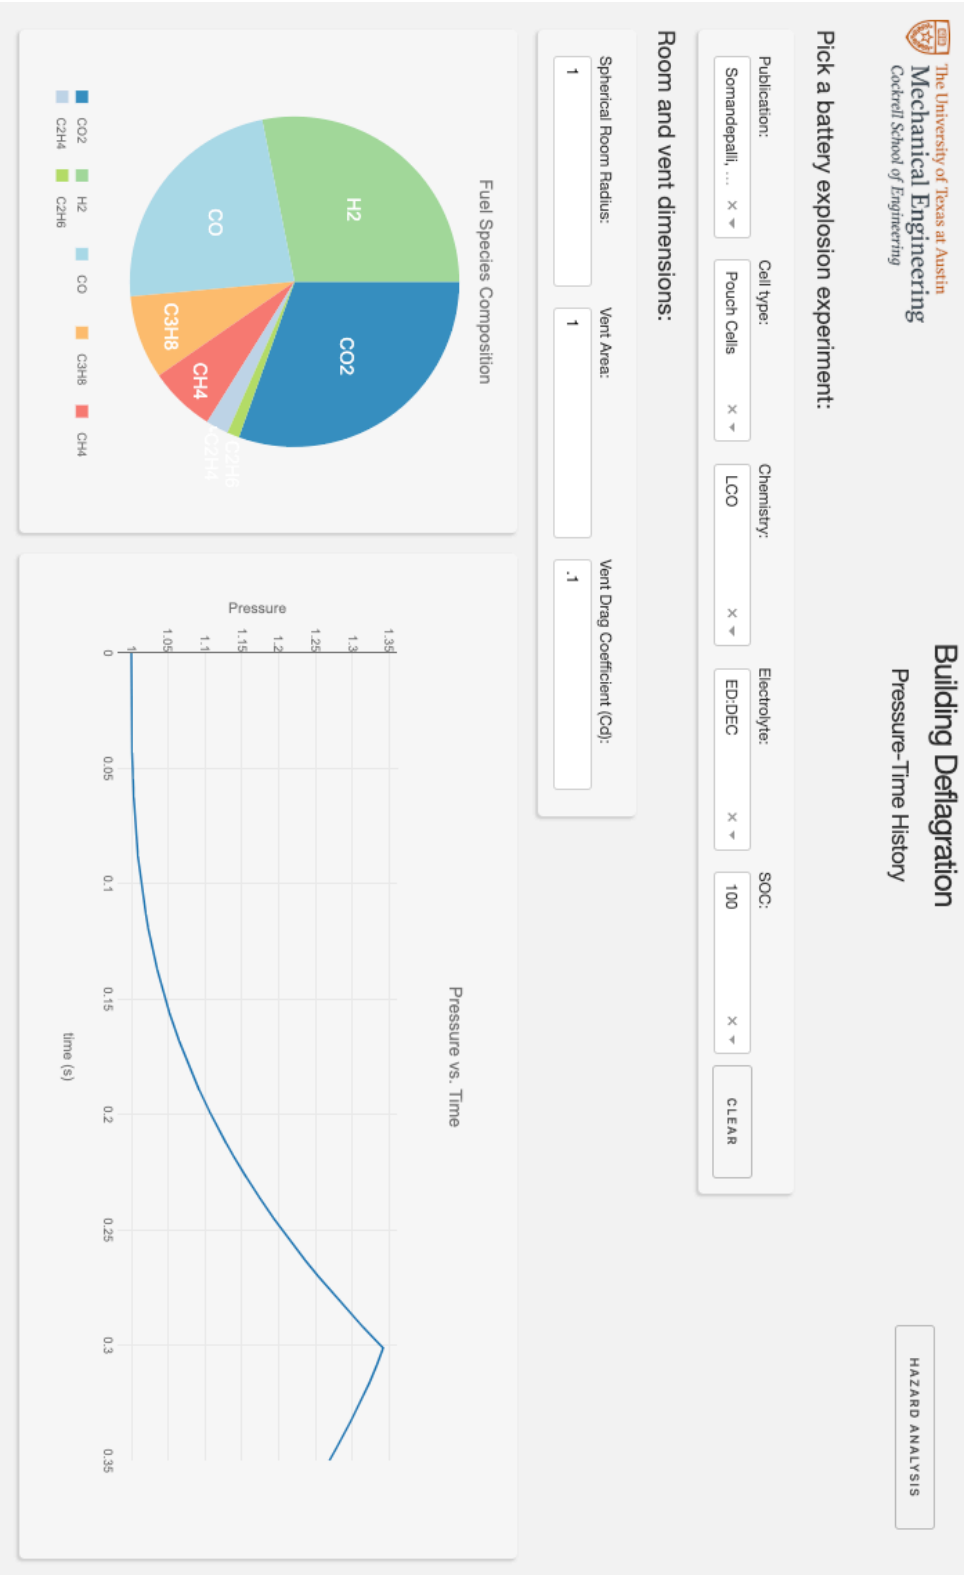 The University of Texas at Austin
Mechanical Engineering
Cockrell School of Engineering
Building Deflagration
Pressure-Time History
HAZARD ANALYSIS
Pick a battery explosion experiment:
Publication:
Somandepalli, ...
Cell type:
Pouch Cells
Chemistry:
LCO
Electrolyte:
ED:DEC
SOC:
100
CLEAR
Room and vent dimensions:
Spherical Room Radius:
1
Vent Area:
1
Vent Drag Coefficient (Cd):
.1
Fuel Species Composition
H2
CO2
CO
C3H8
CH4
C2H6
C2H4
CO2 H2 CO C3H8 CH4
C2H4 C2H6
Pressure vs. Time
Pressure
1.35
1.3
1.25
1.2
1.15
1.1
1.05
1
0 0.05 0.1 0.15 0.2 0.25 0.3 0.35
time (s)